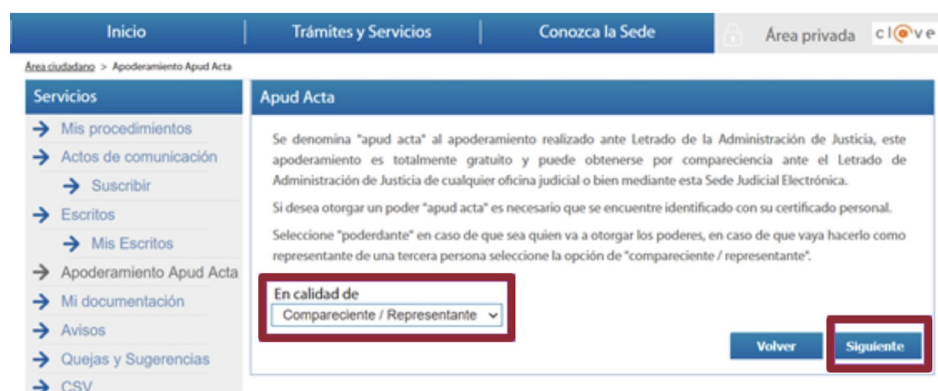 Inicio
Trámites y Servicios
Conozca la Sede
Área privada
cl@ve
Área ciudadano > Apoderamiento Apud Acta
Servicios
Mis procedimientos
Actos de comunicación
Suscribir
Escritos
Mis Escritos
Apoderamiento Apud Acta
Mi documentación
Avisos
Quejas y Sugerencias
CSV
Apud Acta
Se denomina "apud acta" al apoderamiento realizado ante Letrado de la Administración de Justicia, este
apoderamiento es totalmente gratuito y puede obtenerse por compareciencia ante el Letrado de
Administración de Justicia de cualquier oficina judicial o bien mediante esta Sede Judicial Electrónica.
Si desea otorgar un poder "apud acta" es necesario que se encuentre identificado con su certificado personal.
Seleccione "poderdante" en caso de que sea quien va a otorgar los poderes, en caso de que vaya hacerlo como
representante de una tercera persona seleccione la opción de "compareciente / representante".
En calidad de
Compareciente / Representante
Volver
Siguiente